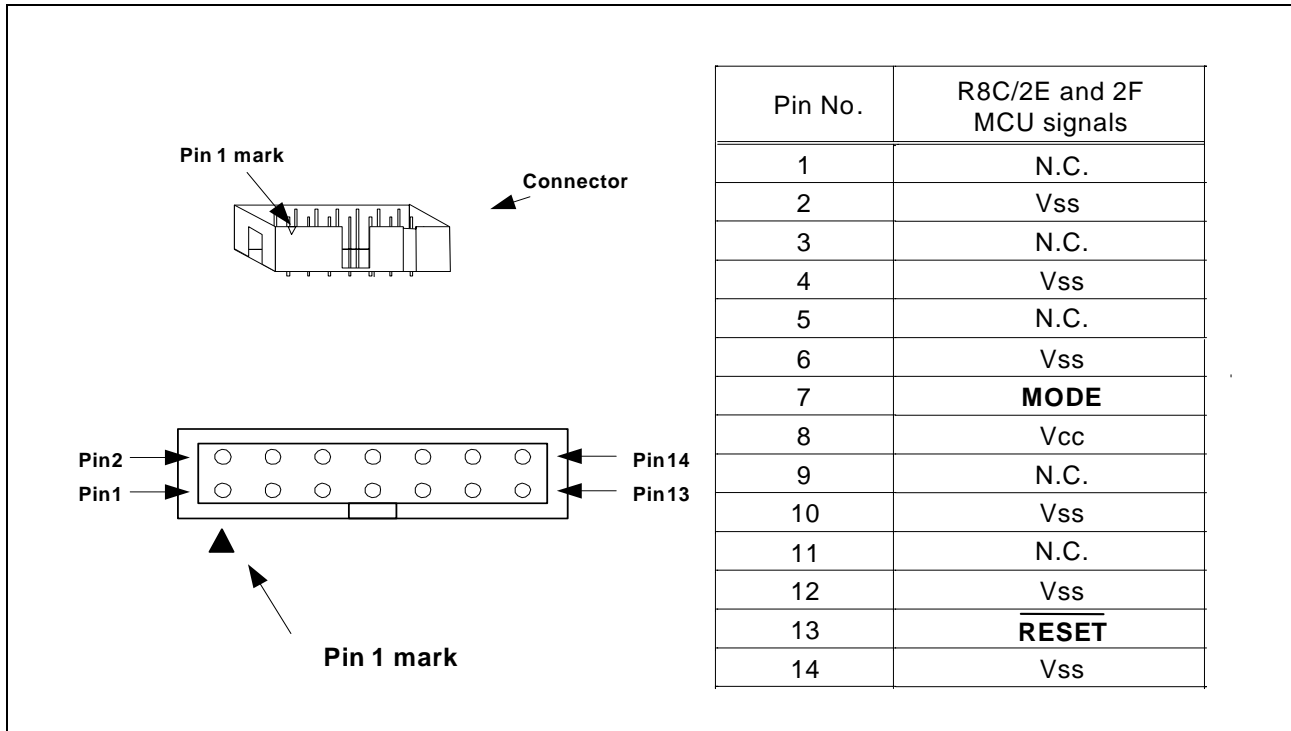 Pin 1 mark
Connector
Pin2
Pin1
Pin14
Pin13
Pin 1 mark
Pin No. R8C/2E and 2F
MCU signals
1 N.C.
2 Vss
3 N.C.
4 Vss
5 N.C.
6 Vss
7 MODE
8 Vcc
9 N.C.
10 Vss
11 N.C.
12 Vss
13 R̅E̅S̅E̅T̅
14 Vss